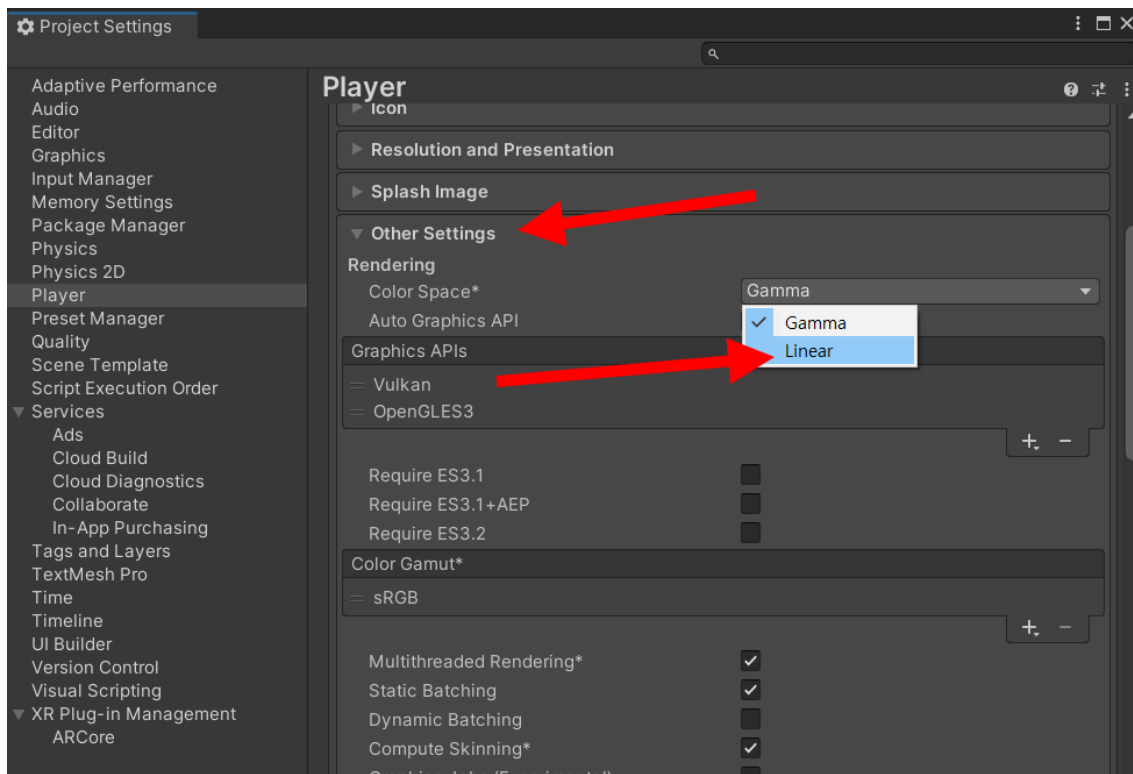 Project Settings
Adaptive Performance
Audio
Editor
Graphics
Input Manager
Memory Settings
Package Manager
Physics
Physics 2D
Player
Preset Manager
Quality
Scene Template
Script Execution Order
Services
Ads
Cloud Build
Cloud Diagnostics
Collaborate
In-App Purchasing
Tags and Layers
TextMesh Pro
Time
Timeline
UI Builder
Version Control
Visual Scripting
XR Plug-in Management
ARCore
Player
Icon
Resolution and Presentation
Splash Image
Other Settings
Rendering
Color Space* Gamma
Auto Graphics API
Gamma
Linear
Graphics APIs
Vulkan
OpenGLES3
Require ES3.1
Require ES3.1+AEP
Require ES3.2
Color Gamut*
sRGB
Multithreaded Rendering*
Static Batching
Dynamic Batching
Compute Skinning*